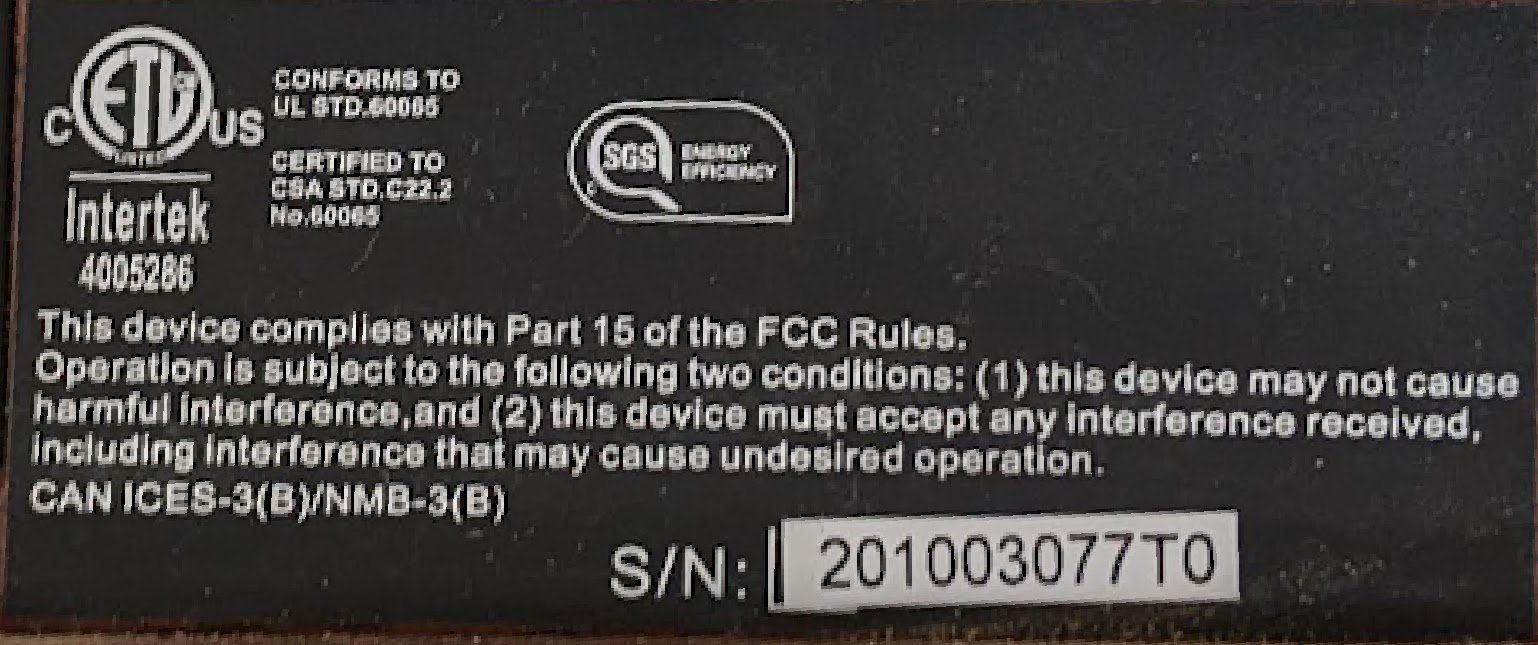 ETL CM
LISTED
C US
Intertek
4005286
CONFORMS TO
UL STD.60065
CERTIFIED TO
CSA STD.C22.2
No.60065
SGS
C
ENERGY
EFFICIENCY
This device complies with Part 15 of the FCC Rules.
Operation is subject to the following two conditions: (1) this device may not cause
harmful interference,and (2) this device must accept any interference received,
including interference that may cause undesired operation.
CAN ICES-3(B)/NMB-3(B)
S/N: 201003077T0